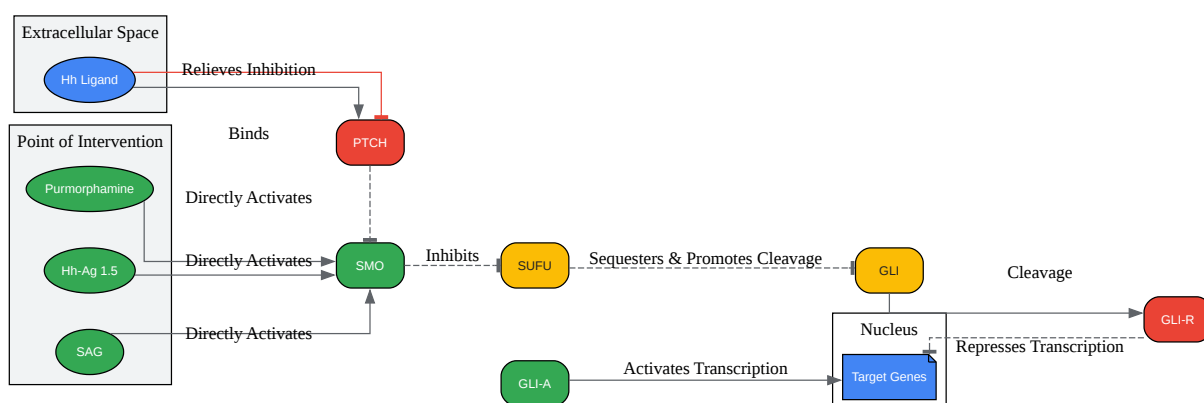 Extracellular Space
Hh Ligand
Relieves Inhibition
Binds
PTCH
Point of Intervention
Purmorphamine
Directly Activates
Hh-Ag 1.5
Directly Activates
SMO
Inhibits
SUFU
Sequesters & Promotes Cleavage
GLI
Cleavage
GLI-R
SAG
Directly Activates
Nucleus
Represses Transcription
GLI-A
Activates Transcription
Target Genes